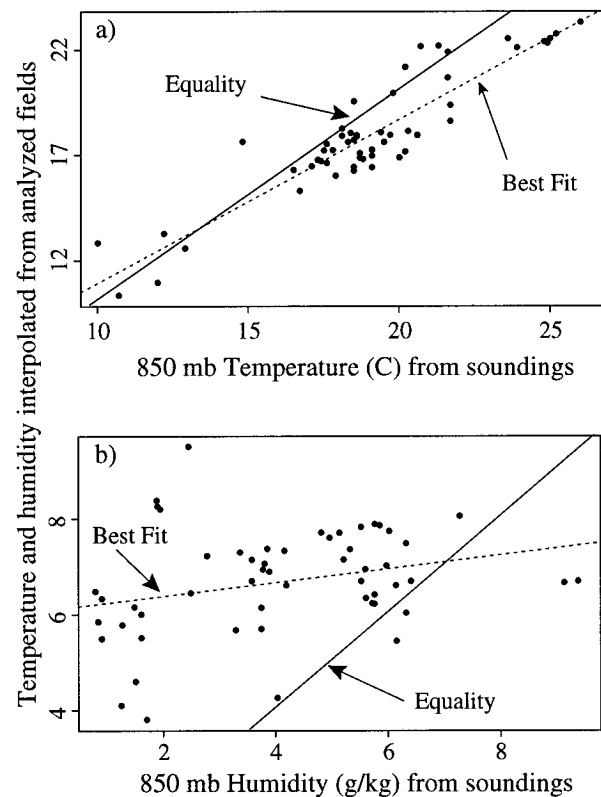 Temperature and humidity interpolated from analyzed fields
a)
22
17
12
Equality
Best Fit
10 15 20 25
850 mb Temperature (C) from soundings
b)
8
6
4
Best Fit
Equality
2 4 6 8
850 mb Humidity (g/kg) from soundings